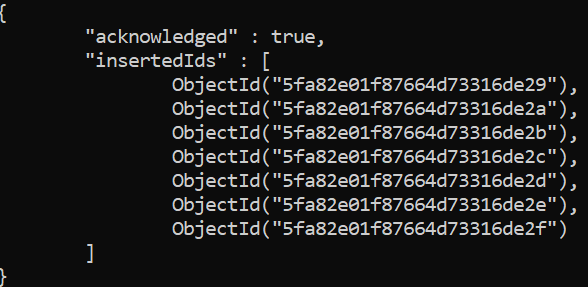 {
"acknowledged" : true,
"insertedIds" : [
ObjectId("5fa82e01f87664d73316de29"),
ObjectId("5fa82e01f87664d73316de2a"),
ObjectId("5fa82e01f87664d73316de2b"),
ObjectId("5fa82e01f87664d73316de2c"),
ObjectId("5fa82e01f87664d73316de2d"),
ObjectId("5fa82e01f87664d73316de2e"),
ObjectId("5fa82e01f87664d73316de2f")
]
}